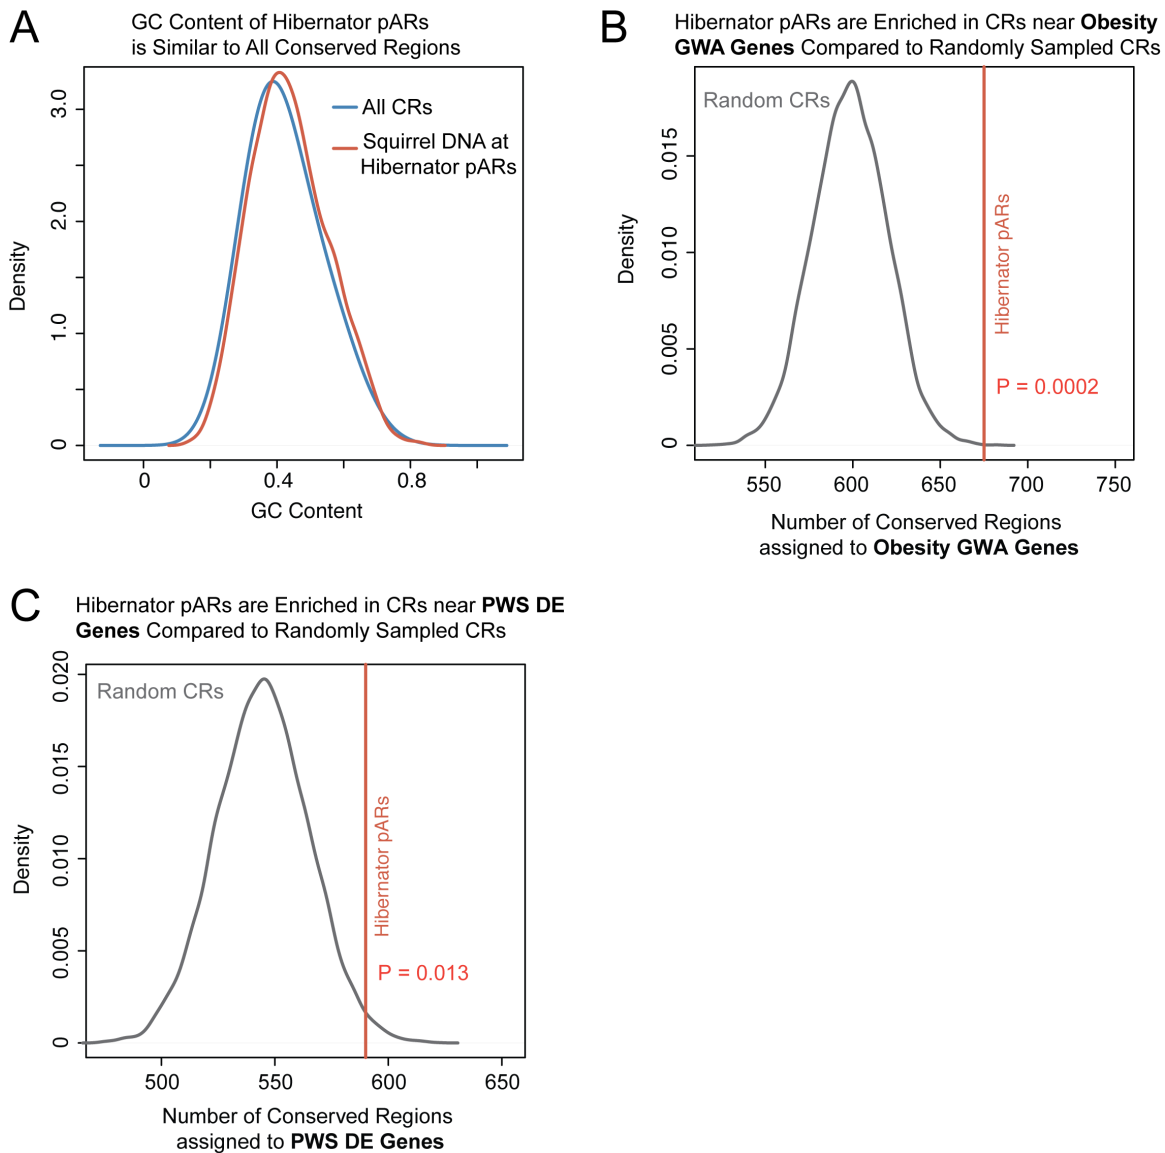 A
GC Content of Hibernator pARs
is Similar to All Conserved Regions
3.0
2.0
1.0
0
Density
All CRs
Squirrel DNA at
Hibernator pARs
0 0.4 0.8
GC Content
B
Hibernator pARs are Enriched in CRs near Obesity
GWA Genes Compared to Randomly Sampled CRs
Random CRs
0.015
0.010
0.005
0
Density
Hibernator pARs
P = 0.0002
550 600 650 700 750
Number of Conserved Regions
assigned to Obesity GWA Genes
C
Hibernator pARs are Enriched in CRs near PWS DE
Genes Compared to Randomly Sampled CRs
Random CRs
0.020
0.015
0.010
0.005
0
Density
Hibernator pARs
P = 0.013
500 550 600 650
Number of Conserved Regions
assigned to PWS DE Genes